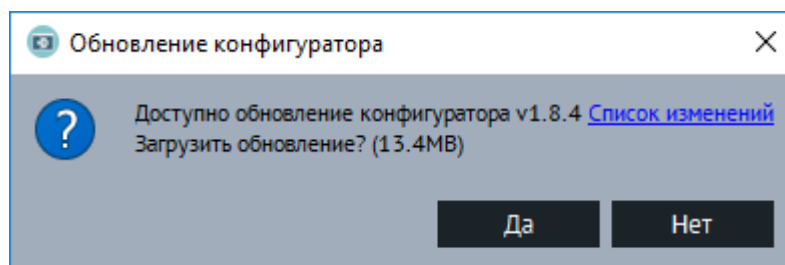 Обновление конфигуратора
Доступно обновление конфигуратора v1.8.4 Список изменений
Загрузить обновление? (13.4MB)
Да Нет